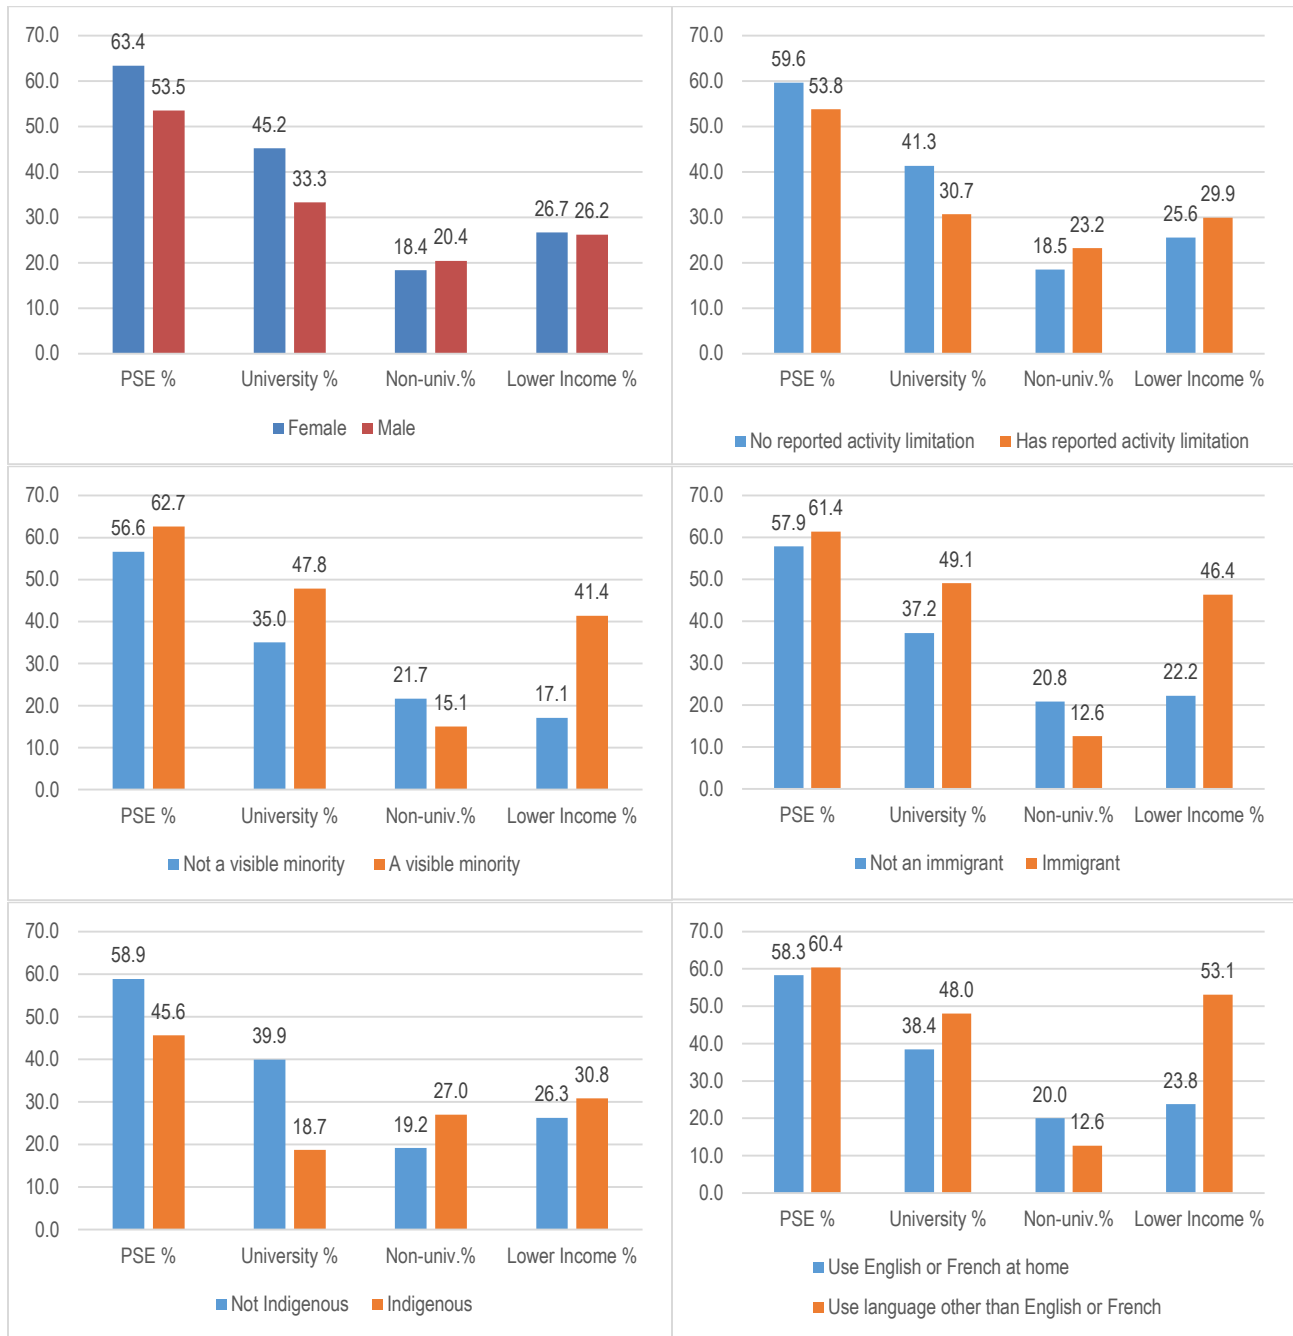 70.0
60.0
50.0
40.0
30.0
20.0
10.0
0.0
63.4
53.5
45.2
33.3
18.4
20.4
26.7
26.2
PSE %
University %
Non-univ.%
Lower Income %
Female
Male
70.0
60.0
50.0
40.0
30.0
20.0
10.0
0.0
59.6
53.8
41.3
30.7
18.5
23.2
25.6
29.9
PSE %
University %
Non-univ.%
Lower Income %
No reported activity limitation
Has reported activity limitation
70.0
60.0
50.0
40.0
30.0
20.0
10.0
0.0
56.6
62.7
35.0
47.8
21.7
15.1
17.1
41.4
PSE %
University %
Non-univ.%
Lower Income %
Not a visible minority
A visible minority
70.0
60.0
50.0
40.0
30.0
20.0
10.0
0.0
57.9
61.4
37.2
49.1
20.8
12.6
22.2
46.4
PSE %
University %
Non-univ.%
Lower Income %
Not an immigrant
Immigrant
70.0
60.0
50.0
40.0
30.0
20.0
10.0
0.0
58.9
45.6
39.9
18.7
19.2
27.0
26.3
30.8
PSE %
University %
Non-univ.%
Lower Income %
Not Indigenous
Indigenous
70.0
60.0
50.0
40.0
30.0
20.0
10.0
0.0
58.3
60.4
38.4
48.0
20.0
12.6
23.8
53.1
PSE %
University %
Non-univ.%
Lower Income %
Use English or French at home
Use language other than English or French